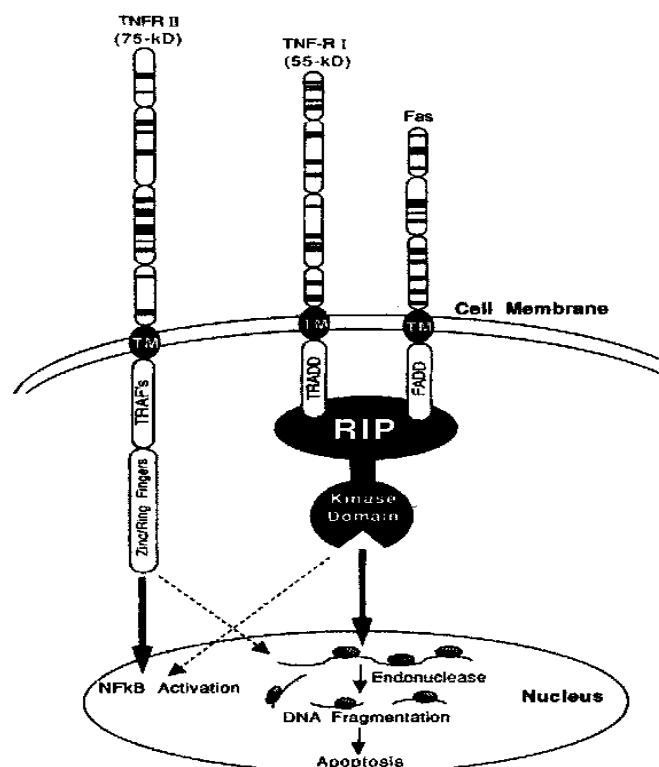 TNFR II
(75-kD)
TNF-R I
(55-kD)
Fas
Cell Membrane
TM
TM
TM
TRAF's
TRADD
FADD
RIP
Zind/Ring Fingers
Kinase
Domain
NFkB Activation
Endonuclease
Nucleus
DNA Fragmentation
Apoptosis